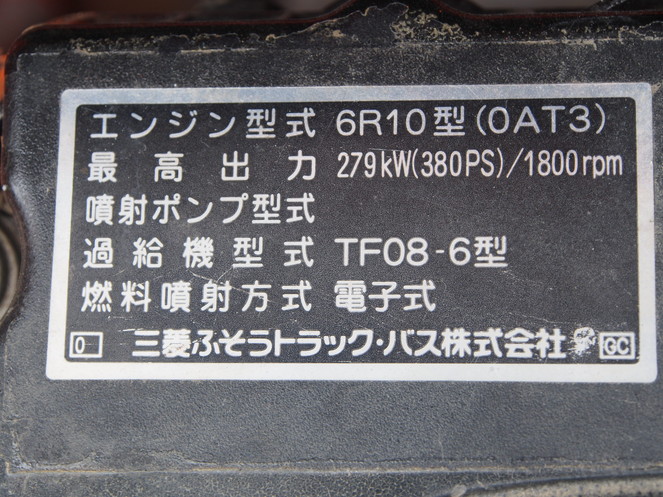 エンジン型式 6R10型(0AT3)
最高出力 279kW(380PS)/1800rpm
噴射ポンプ型式
過給機型式 TF08-6型
燃料噴射方式 電子式
0 三菱ふそうトラック・バス株式会社 GC